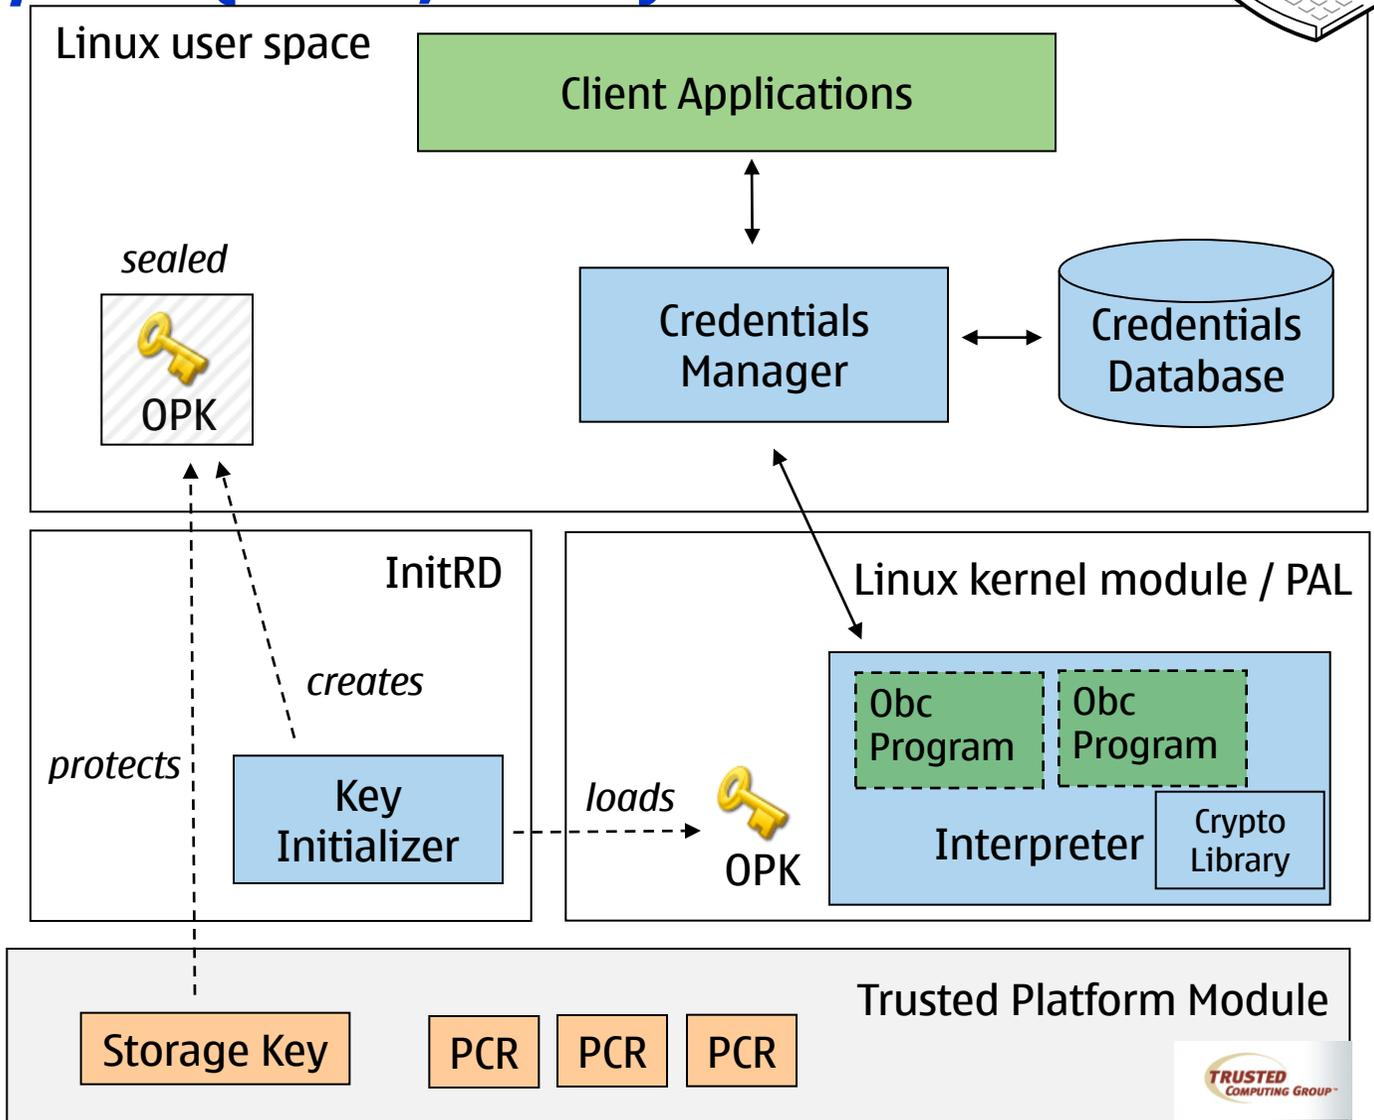 Linux user space
Client Applications
sealed
OPK
Credentials
Manager
Credentials
Database
InitRD
creates
protects
Key
Initializer
loads
OPK
Linux kernel module / PAL
Obc
Program
Obc
Program
Interpreter
Crypto
Library
Trusted Platform Module
Storage Key
PCR
PCR
PCR
TRUSTED
COMPUTING GROUP™